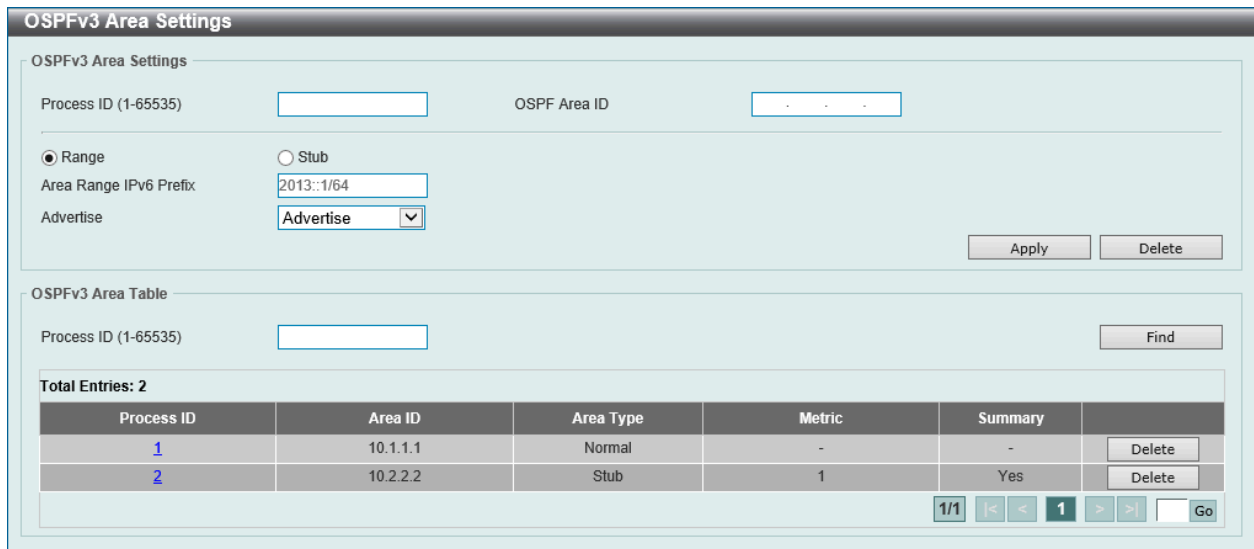 OSPFv3 Area Settings
OSPFv3 Area Settings
Process ID (1-65535) OSPF Area ID . . .
Range Stub
Area Range IPv6 Prefix 2013::1/64
Advertise Advertise
Apply Delete
OSPFv3 Area Table
Process ID (1-65535) Find
Total Entries: 2
Process ID Area ID Area Type Metric Summary
1 10.1.1.1 Normal - - Delete
2 10.2.2.2 Stub 1 Yes Delete
1/1 |< < 1 > >| Go